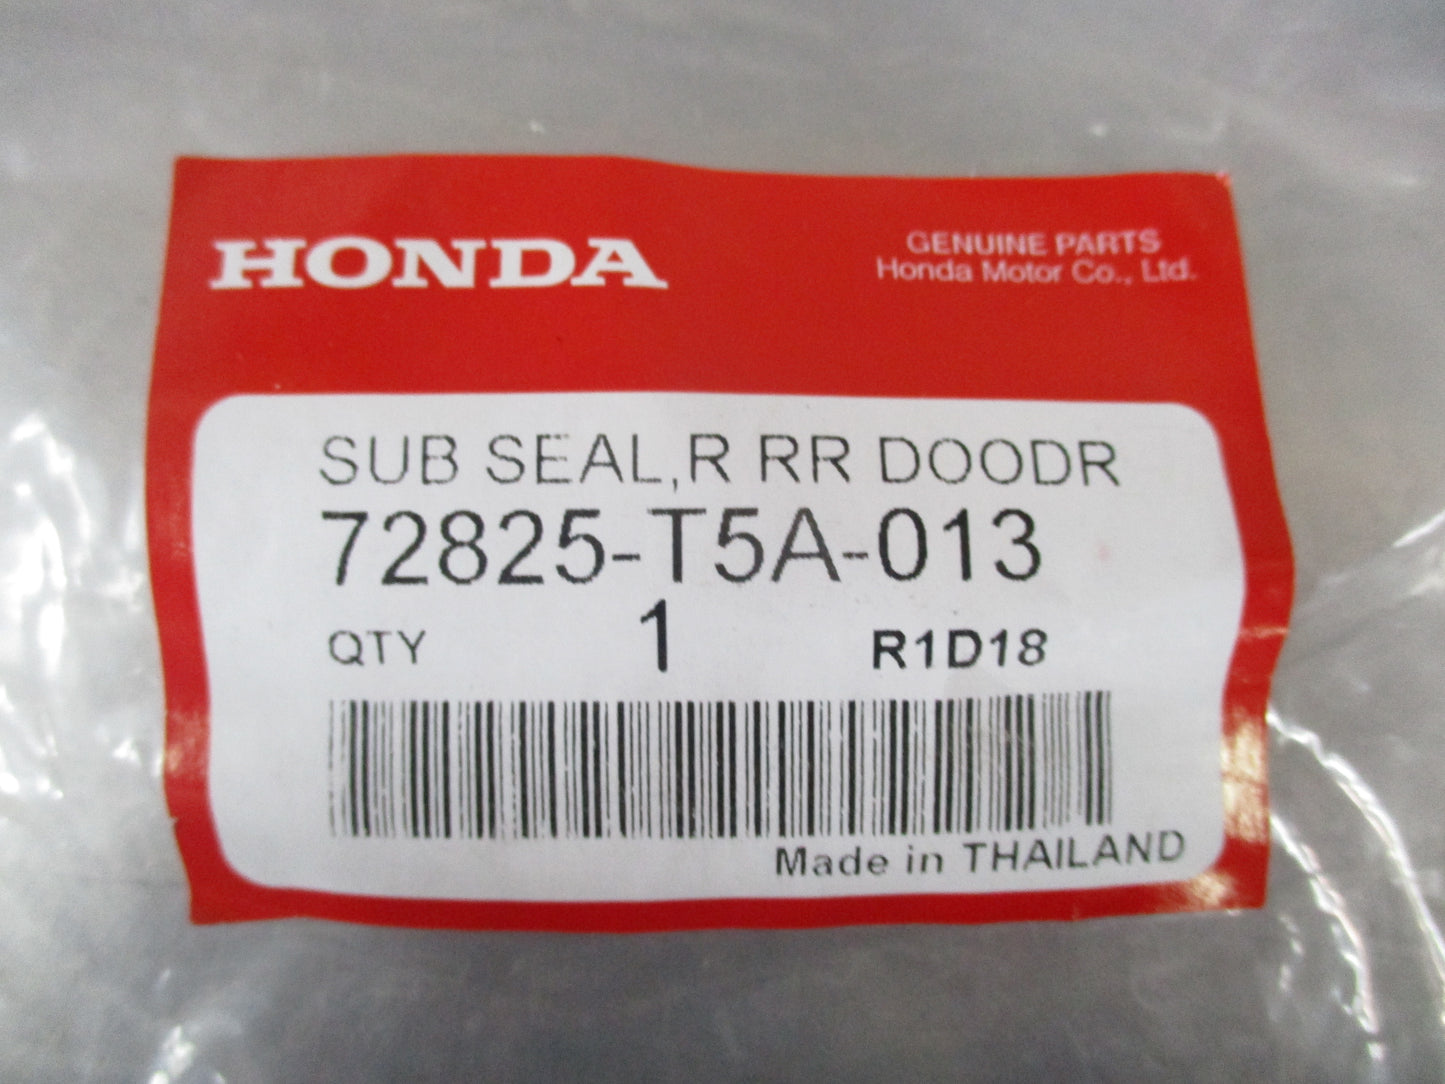 HONDA
GENUINE PARTS
Honda Motor Co., Ltd.
SUB SEAL,R RR DOODR
72825-T5A-013
QTY 1 R1D18
Made in THAILAND